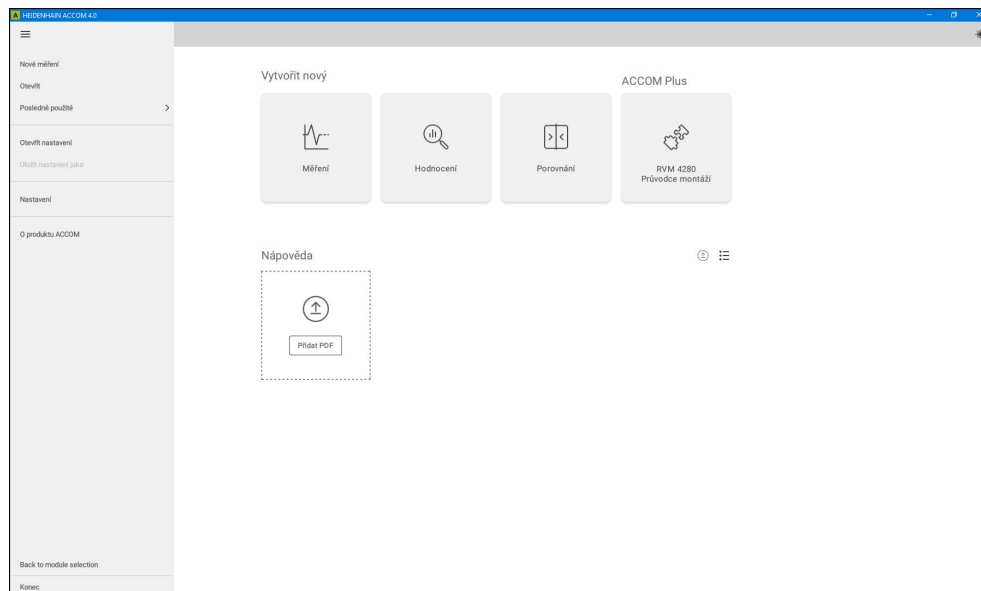 HEIDENHAIN ACCOM 4.0
Nové měření
Otevřít
Posledně použité
Otevřít nastavení
Uložit nastavení jako
Nastavení
O produktu ACCOM
Back to module selection
Konec
Vytvořit nový
ACCOM Plus
Měření
Hodnocení
Porovnání
RVM 4280
Průvodce montáží
Nápověda
Přidat PDF